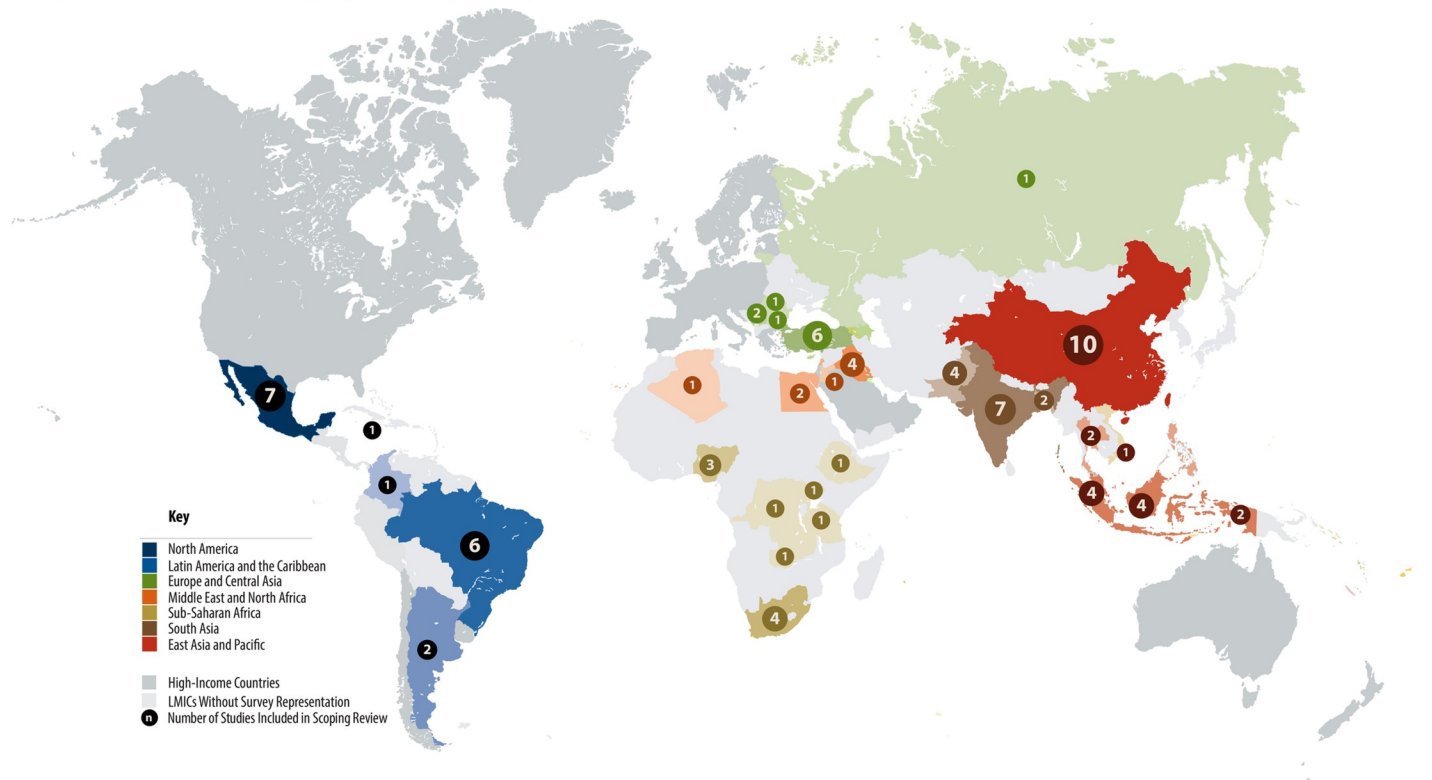 1
1
2
1
6
10
4
4
1
1
2
7
2
7
1
2
1
3
1
1
4
4
1
2
1
1
6
1
4
2
Key
North America
Latin America and the Caribbean
Europe and Central Asia
Middle East and North Africa
Sub-Saharan Africa
South Asia
East Asia and Pacific
High-Income Countries
LMICs Without Survey Representation
n Number of Studies Included in Scoping Review